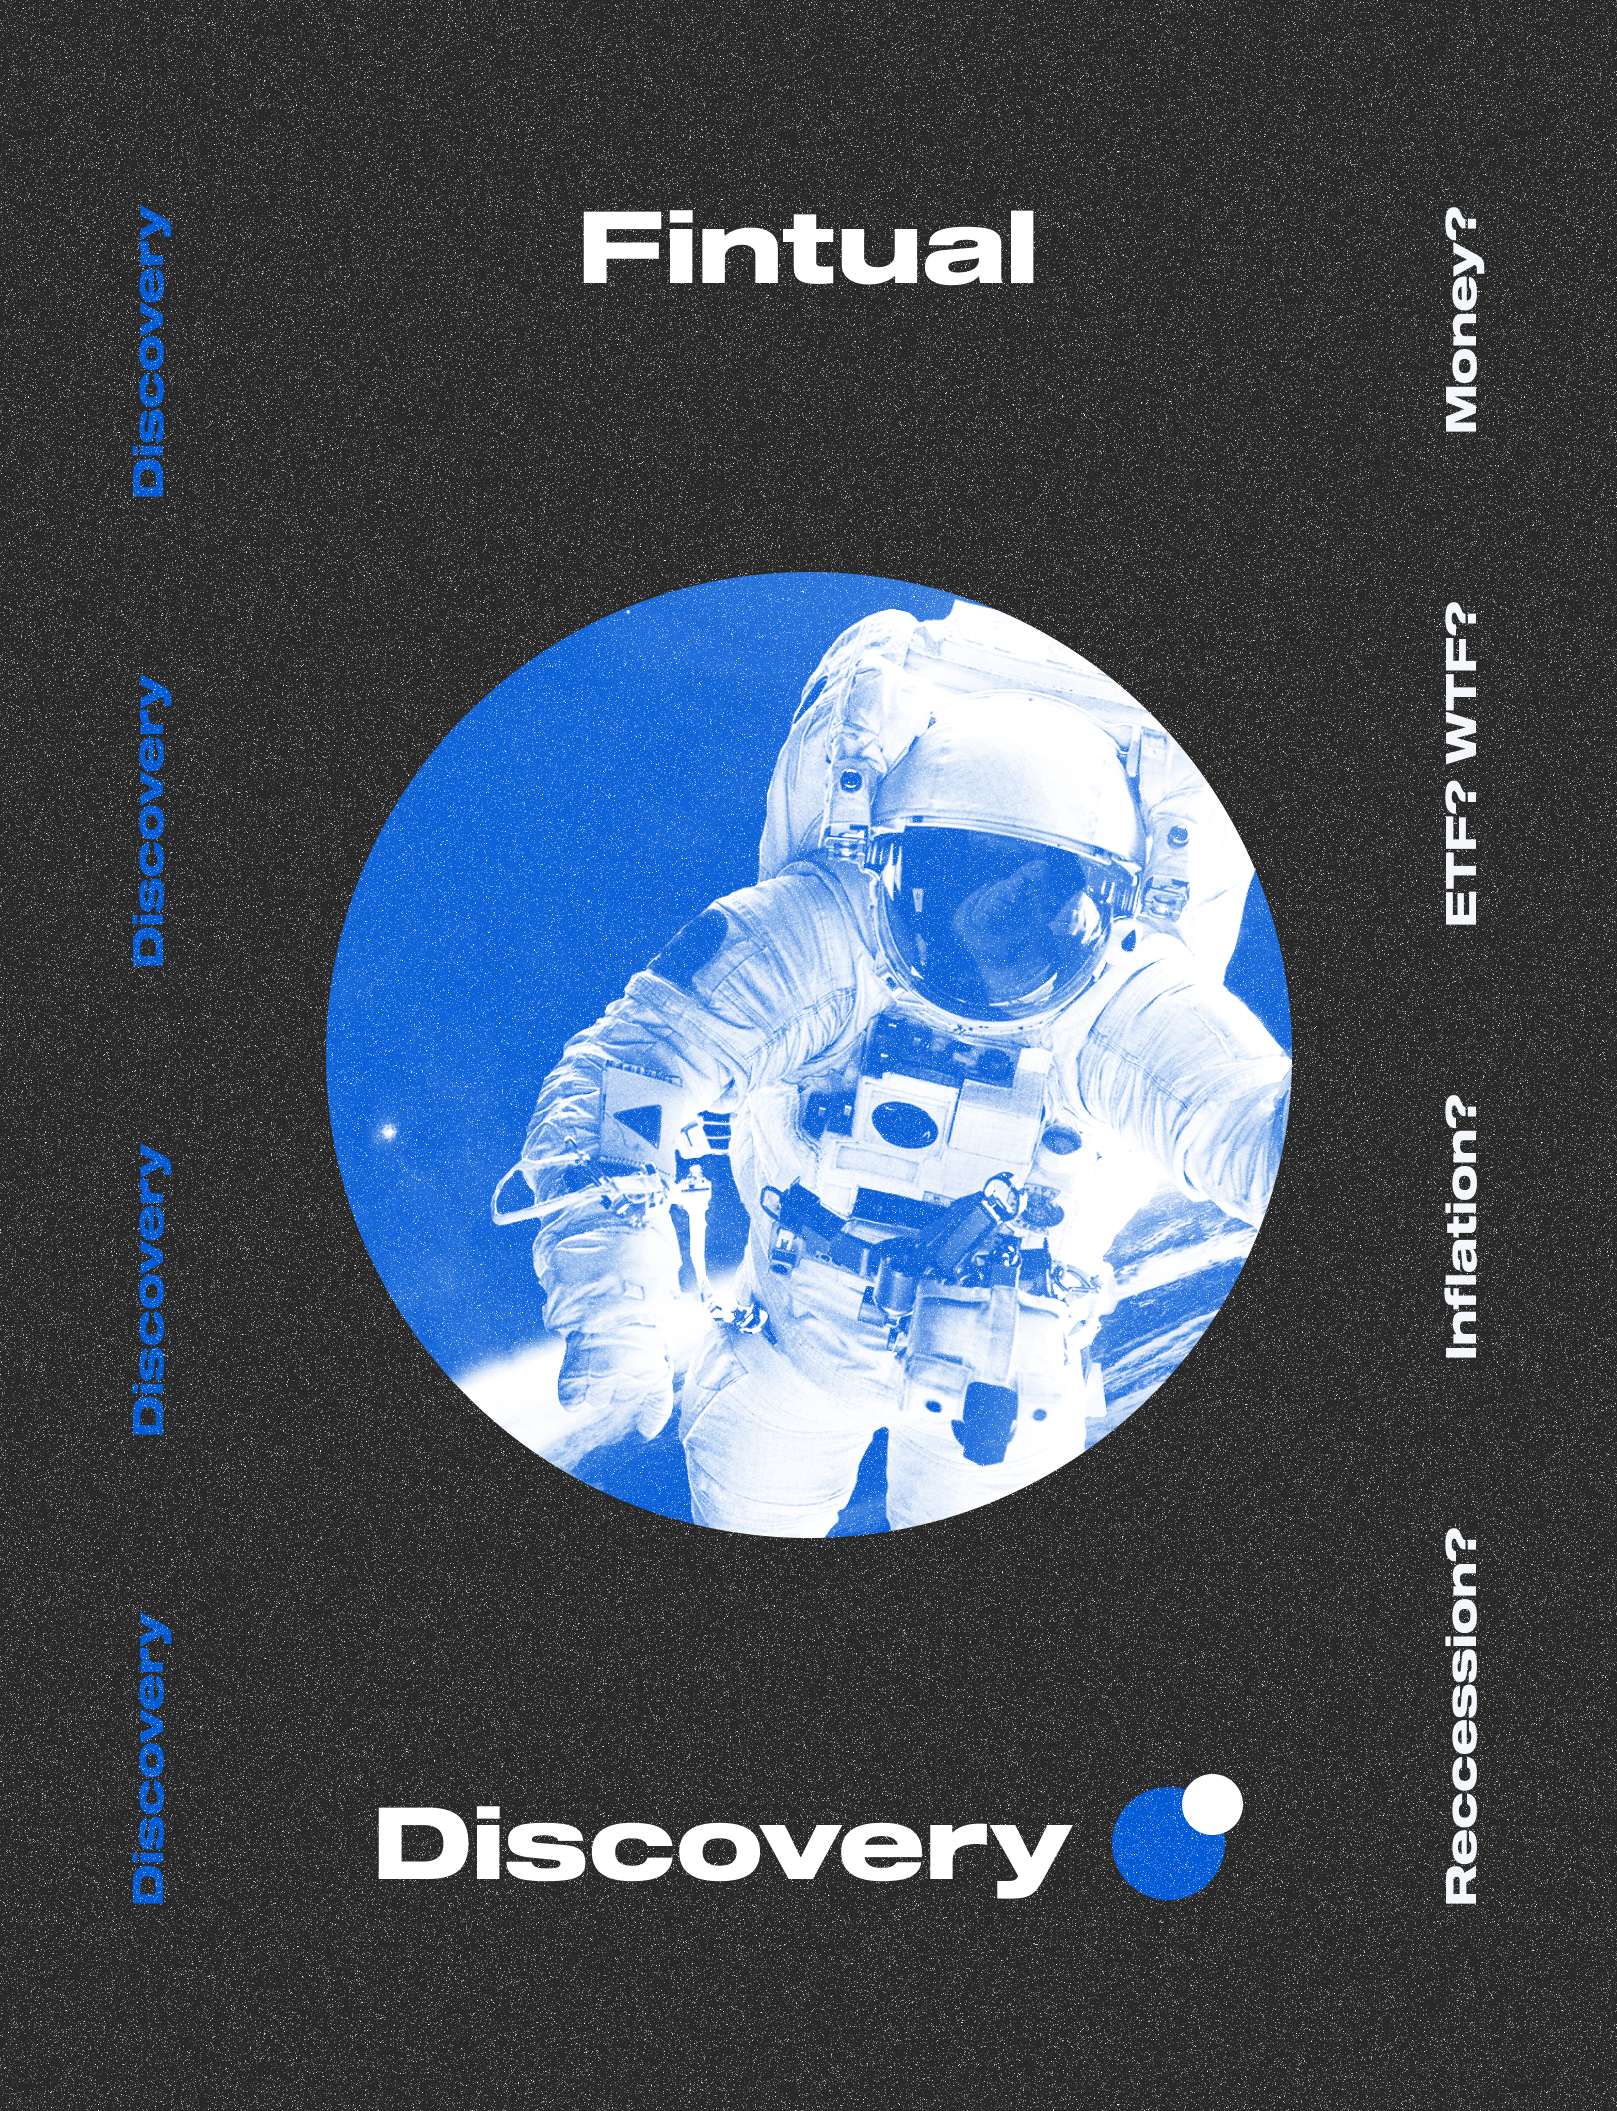 Fintual
Discovery
Discovery
Discovery
Discovery
Money?
ETF? WTF?
Inflation?
Reccession?
Discovery